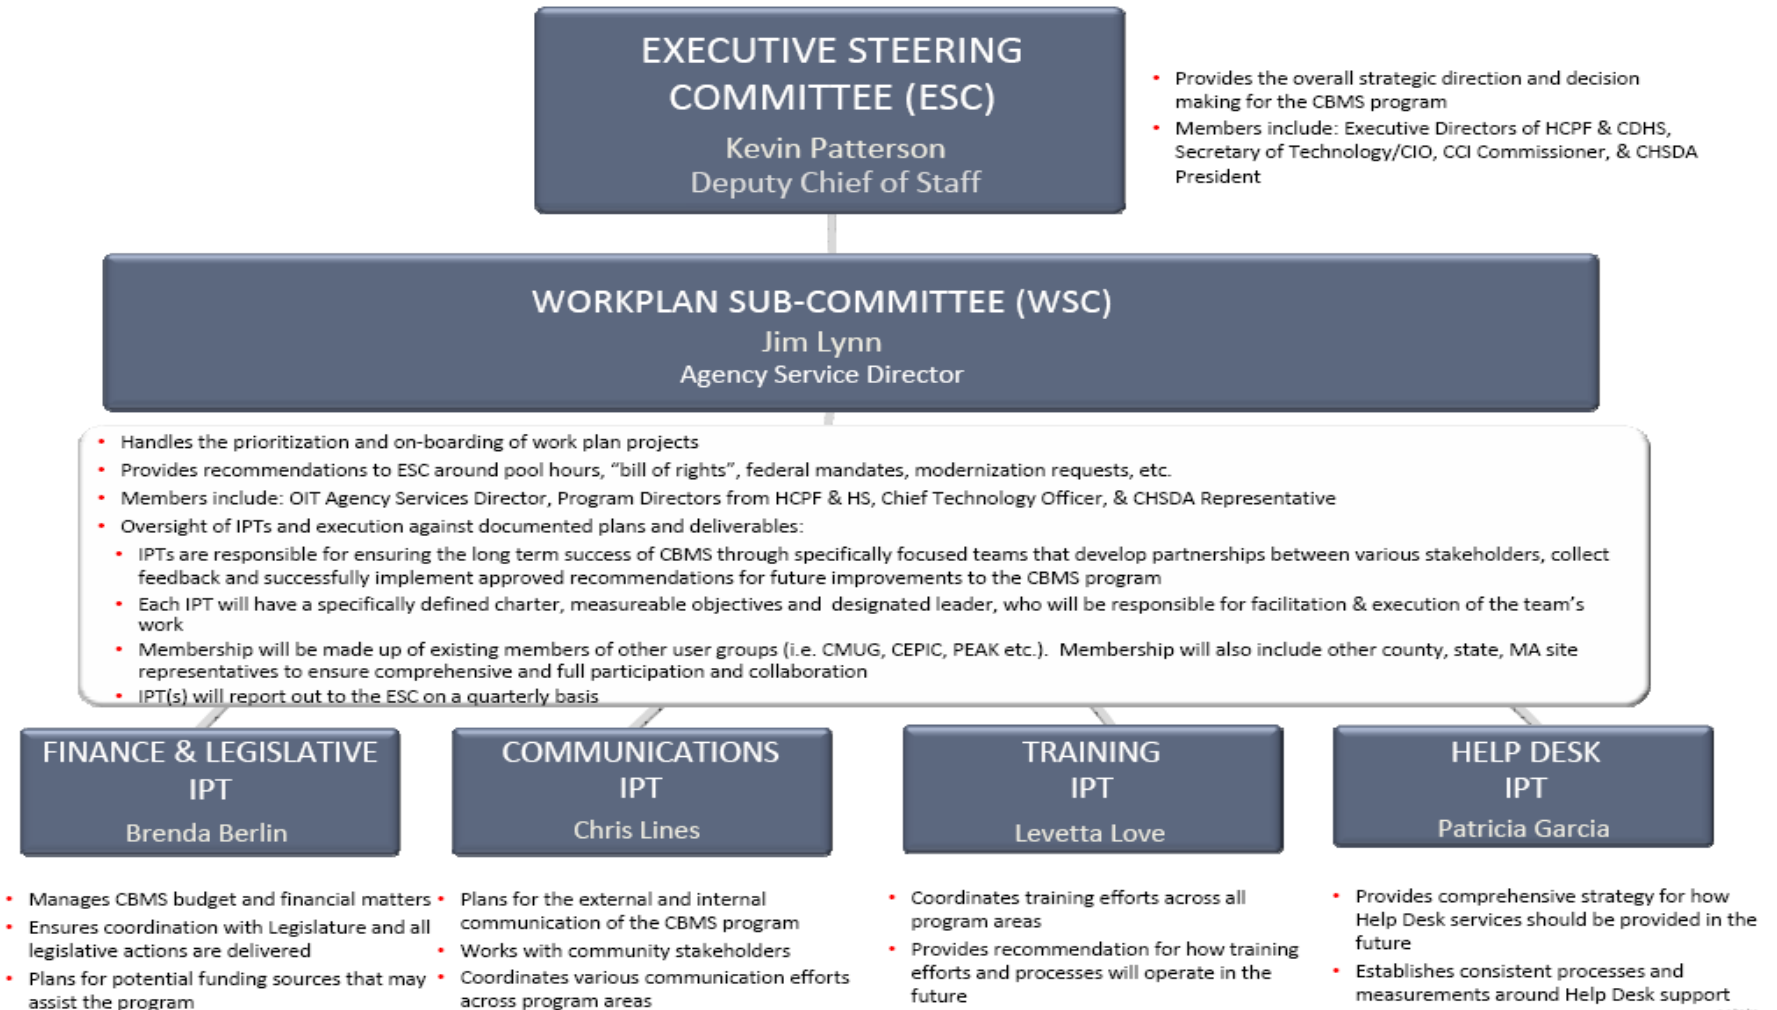 EXECUTIVE STEERING
COMMITTEE (ESC)
Kevin Patterson
Deputy Chief of Staff
• Provides the overall strategic direction and decision
making for the CBMS program
• Members include: Executive Directors of HCPF & CDHS,
Secretary of Technology/CIO, CCI Commissioner, & CHSDA
President
WORKPLAN SUB-COMMITTEE (WSC)
Jim Lynn
Agency Service Director
• Handles the prioritization and on-boarding of work plan projects
• Provides recommendations to ESC around pool hours, “bill of rights”, federal mandates, modernization requests, etc.
• Members include: OIT Agency Services Director, Program Directors from HCPF & HS, Chief Technology Officer, & CHSDA Representative
• Oversight of IPTs and execution against documented plans and deliverables:
• IPTs are responsible for ensuring the long term success of CBMS through specifically focused teams that develop partnerships between various stakeholders, collect
feedback and successfully implement approved recommendations for future improvements to the CBMS program
• Each IPT will have a specifically defined charter, measureable objectives and designated leader, who will be responsible for facilitation & execution of the team’s
work
• Membership will be made up of existing members of other user groups (i.e. CMUG, CEPIC, PEAK etc.). Membership will also include other county, state, MA site
representatives to ensure comprehensive and full participation and collaboration
• IPT(s) will report out to the ESC on a quarterly basis
FINANCE & LEGISLATIVE
IPT
Brenda Berlin
• Manages CBMS budget and financial matters
• Ensures coordination with Legislature and all
legislative actions are delivered
• Plans for potential funding sources that may
assist the program
COMMUNICATIONS
IPT
Chris Lines
• Plans for the external and internal
communication of the CBMS program
• Works with community stakeholders
• Coordinates various communication efforts
across program areas
TRAINING
IPT
Levetta Love
• Coordinates training efforts across all
program areas
• Provides recommendation for how training
efforts and processes will operate in the
future
HELP DESK
IPT
Patricia Garcia
• Provides comprehensive strategy for how
Help Desk services should be provided in the
future
• Establishes consistent processes and
measurements around Help Desk support